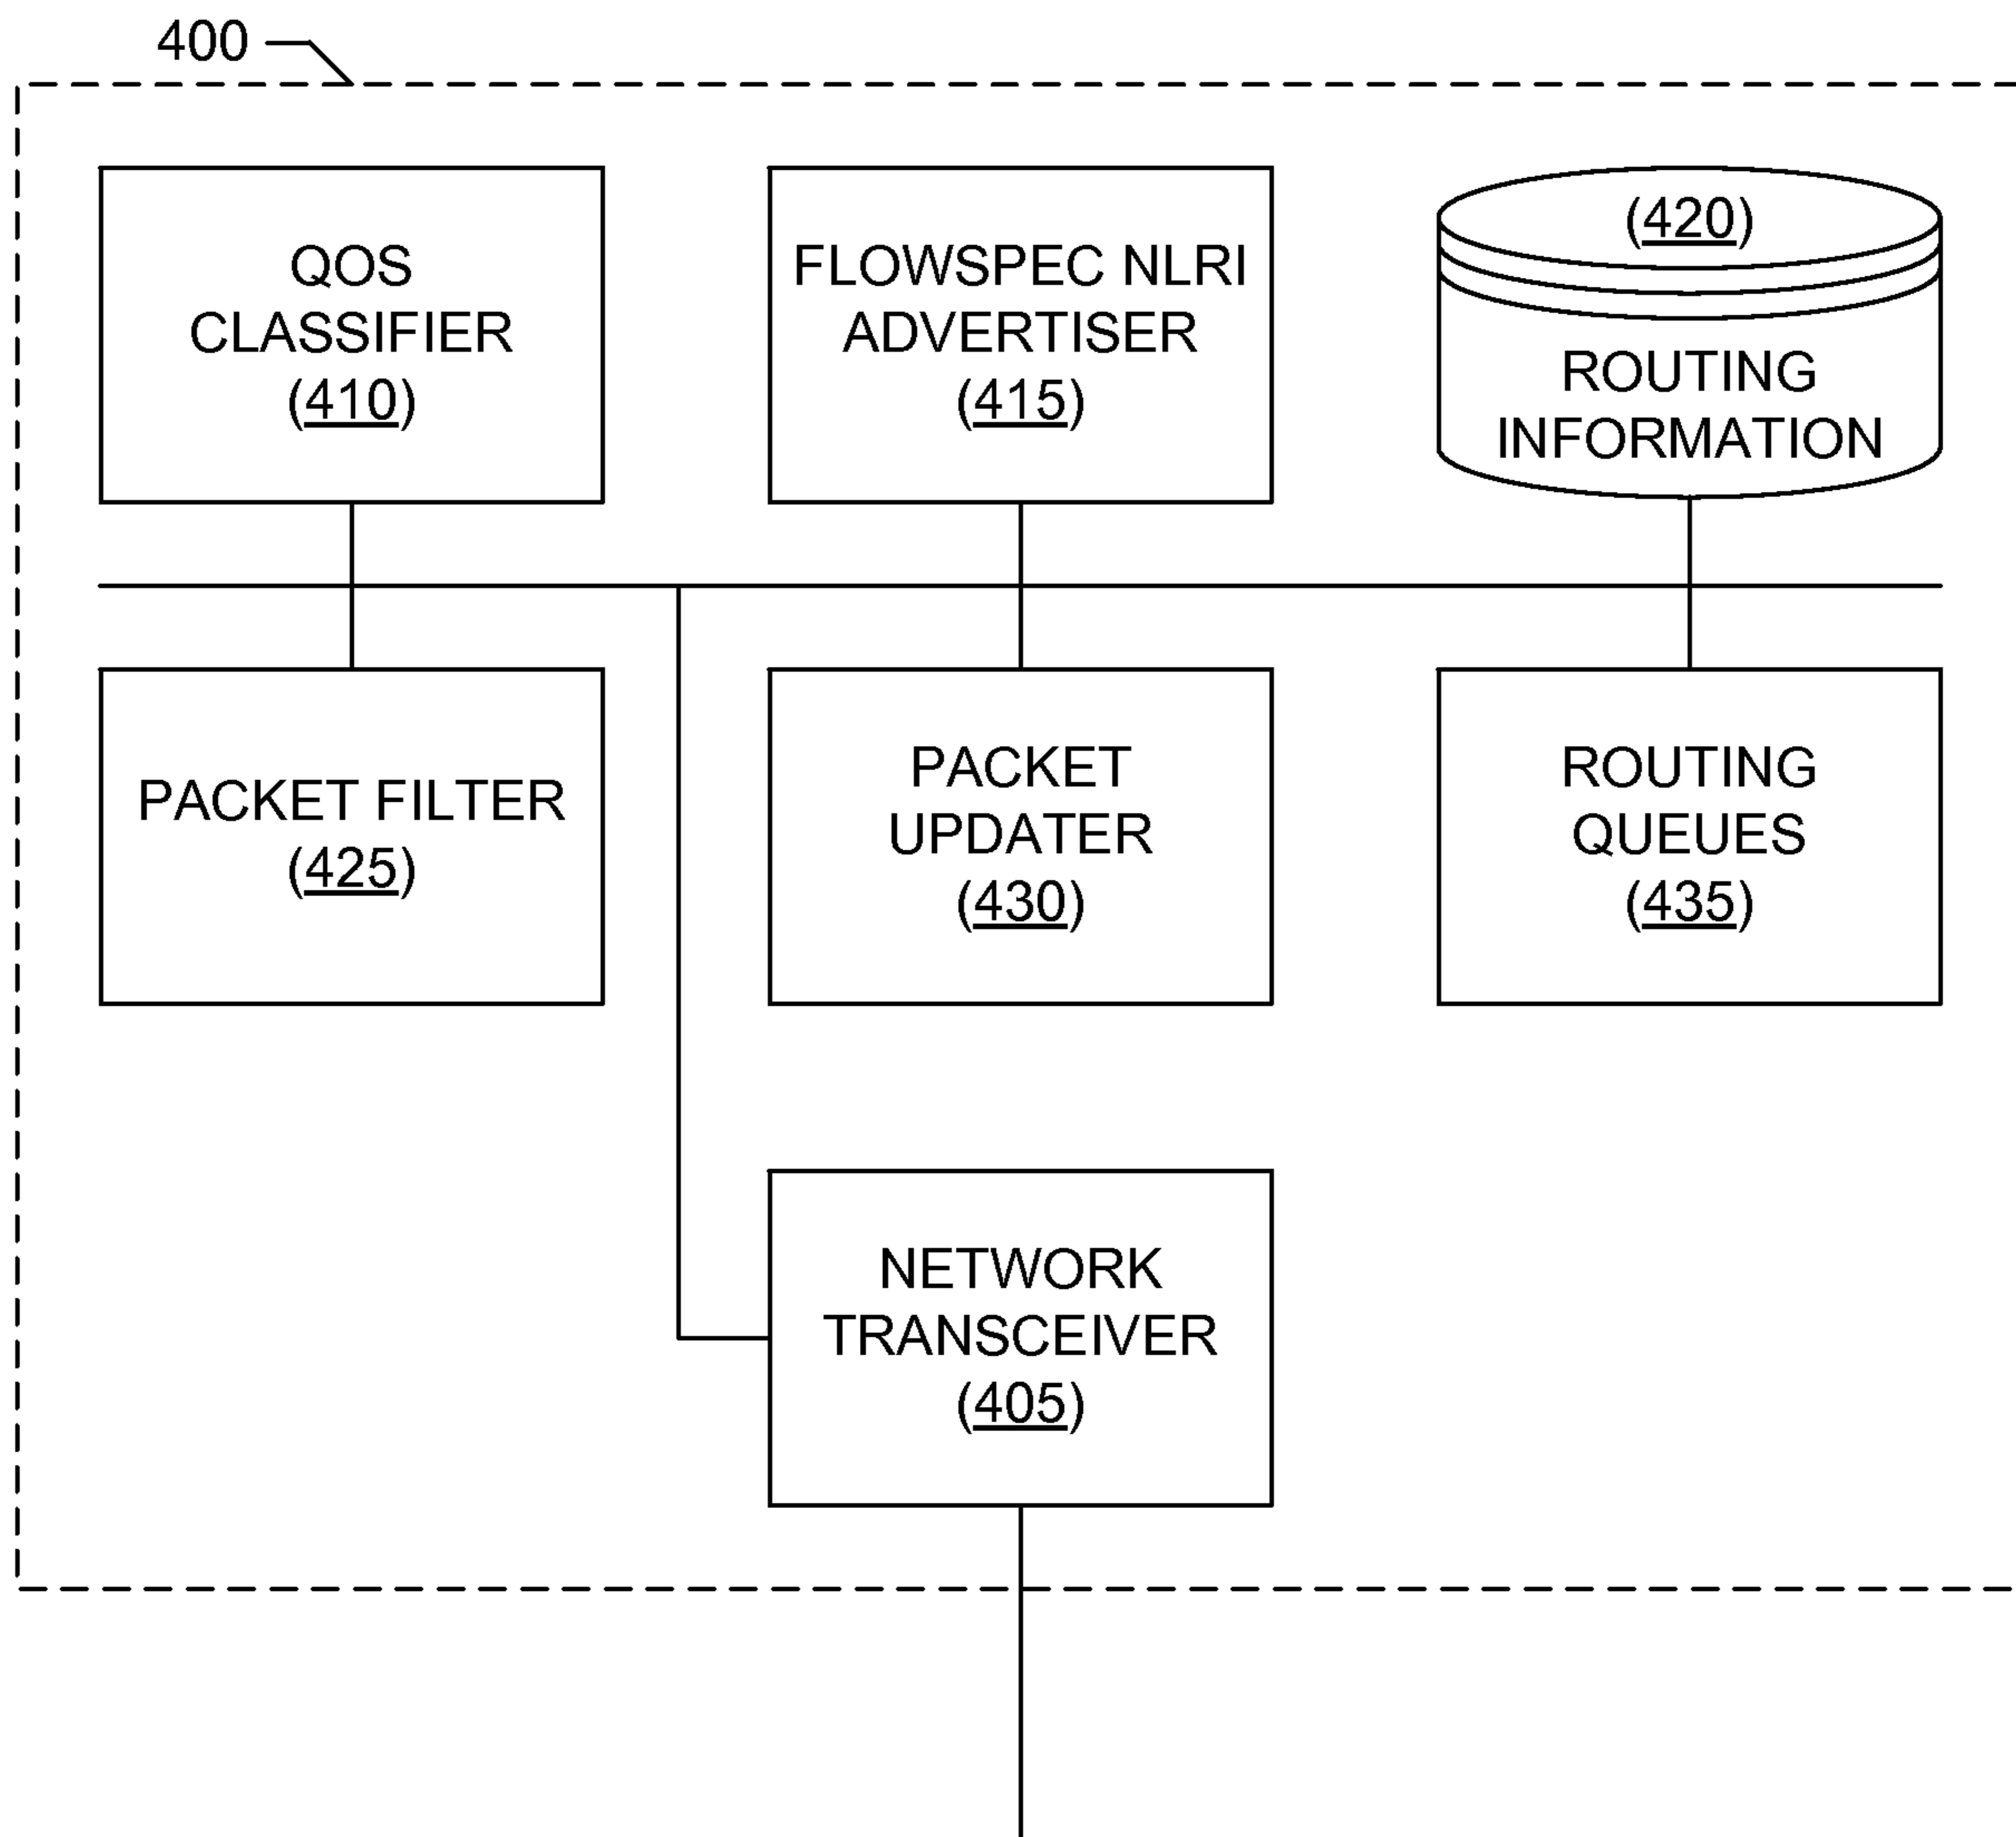 400
QOS
CLASSIFIER
(410)
FLOWSPEC NLRI
ADVERTISER
(415)
(420)
ROUTING
INFORMATION
PACKET FILTER
(425)
PACKET
UPDATER
(430)
ROUTING
QUEUES
(435)
NETWORK
TRANSCEIVER
(405)